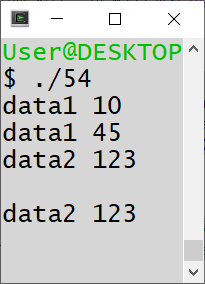 User@DESKTOP
$ ./54
data1 10
data1 45
data2 123
data2 123